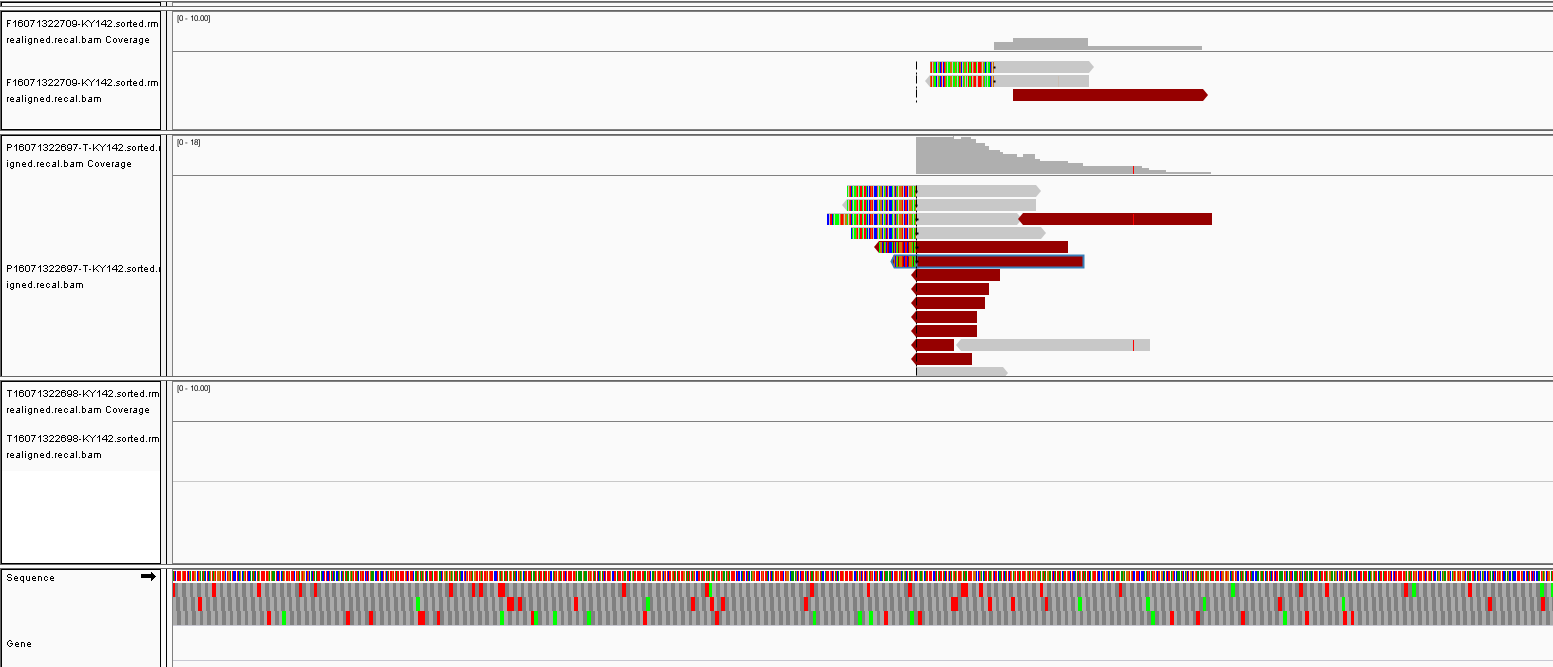 F16071322709-KY142.sorted.rm
realigned.recal.bam Coverage
[0 - 10.00]
F16071322709-KY142.sorted.rm
realigned.recal.bam
P16071322697-T-KY142.sorted.r
igned.recal.bam Coverage
[0 - 18]
P16071322697-T-KY142.sorted.r
igned.recal.bam
T16071322698-KY142.sorted.rm
realigned.recal.bam Coverage
[0 - 10.00]
T16071322698-KY142.sorted.rm
realigned.recal.bam
Sequence
Gene